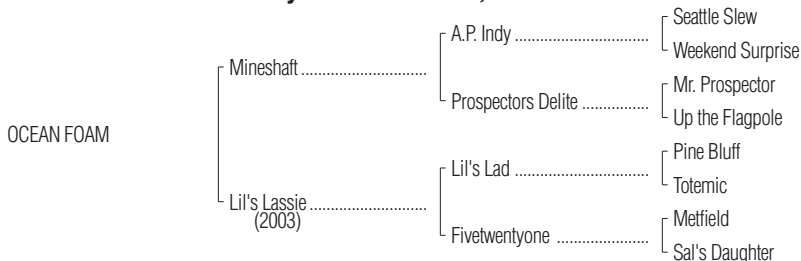 Seattle Slew
A.P. Indy ..................................
Weekend Surprise
Mineshaft ................................
Mr. Prospector
Prospectors Delite .................
Up the Flagpole
OCEAN FOAM
Pine Bluff
Lil's Lad ..................................
Totemic
Lil's Lassie ..............................
(2003)
Metfield
Fivetwentyone .......................
Sal's Daughter